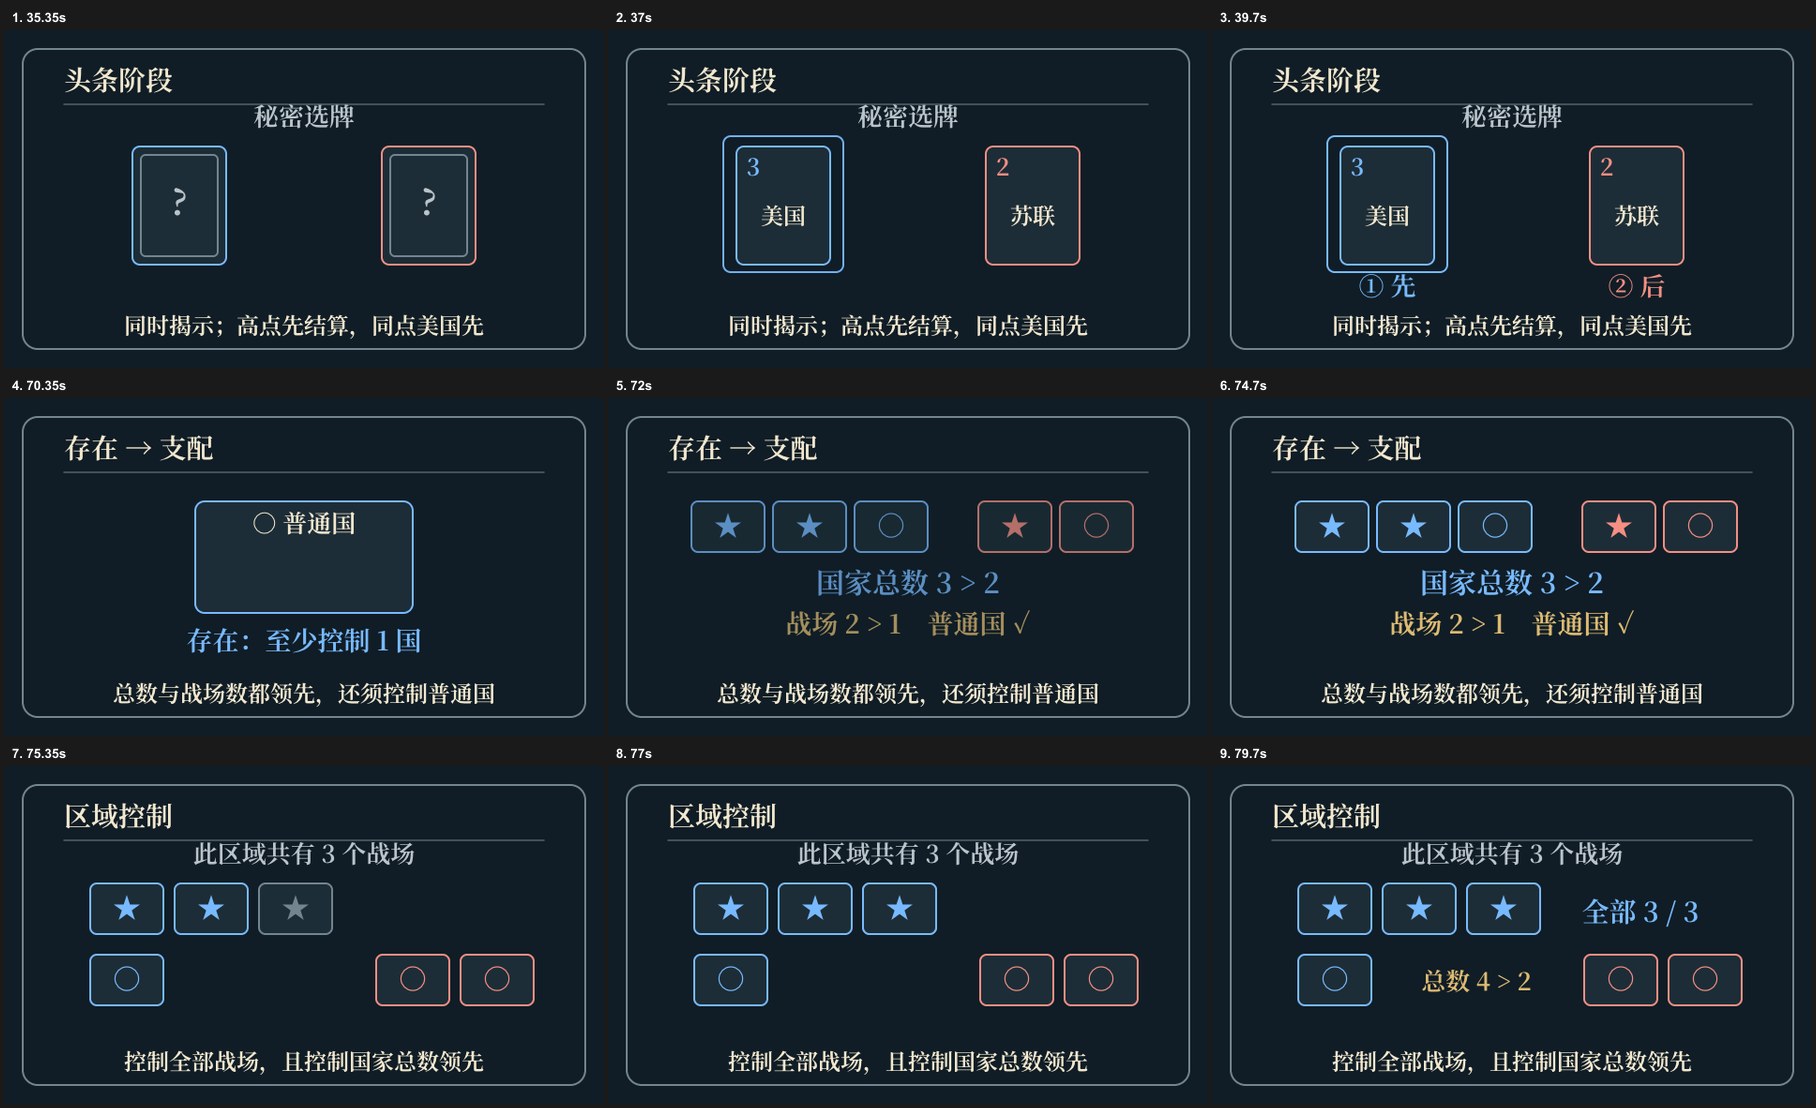 1. 35.35s
头条阶段
秘密选牌
? ?
同时揭示；高点先结算，同点美国先
2. 37s
头条阶段
秘密选牌
3 2
美国 苏联
同时揭示；高点先结算，同点美国先
3. 39.7s
头条阶段
秘密选牌
3 2
美国 苏联
① 先 ② 后
同时揭示；高点先结算，同点美国先
4. 70.35s
存在 → 支配
○ 普通国
存在：至少控制 1 国
总数与战场数都领先，还须控制普通国
5. 72s
存在 → 支配
★ ★ ○ ★ ○
国家总数 3 > 2
战场 2 > 1 普通国 √
总数与战场数都领先，还须控制普通国
6. 74.7s
存在 → 支配
★ ★ ○ ★ ○
国家总数 3 > 2
战场 2 > 1 普通国 √
总数与战场数都领先，还须控制普通国
7. 75.35s
区域控制
此区域共有 3 个战场
★ ★ ★
○ ○ ○
控制全部战场，且控制国家总数领先
8. 77s
区域控制
此区域共有 3 个战场
★ ★ ★
○ ○ ○
控制全部战场，且控制国家总数领先
9. 79.7s
区域控制
此区域共有 3 个战场
★ ★ ★ 全部 3 / 3
○ 总数 4 > 2 ○ ○
控制全部战场，且控制国家总数领先